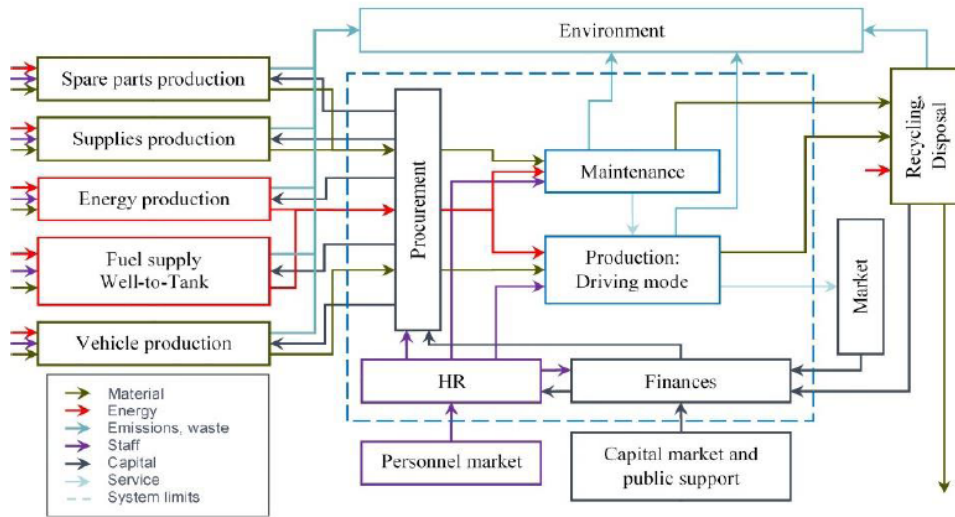 Environment
Spare parts production
Supplies production
Energy production
Fuel supply
Well-to-Tank
Vehicle production
Procurement
Maintenance
Production:
Driving mode
Recycling,
Disposal
Market
HR
Finances
Personnel market
Capital market and
public support
Material
Energy
Emissions, waste
Staff
Capital
Service
System limits